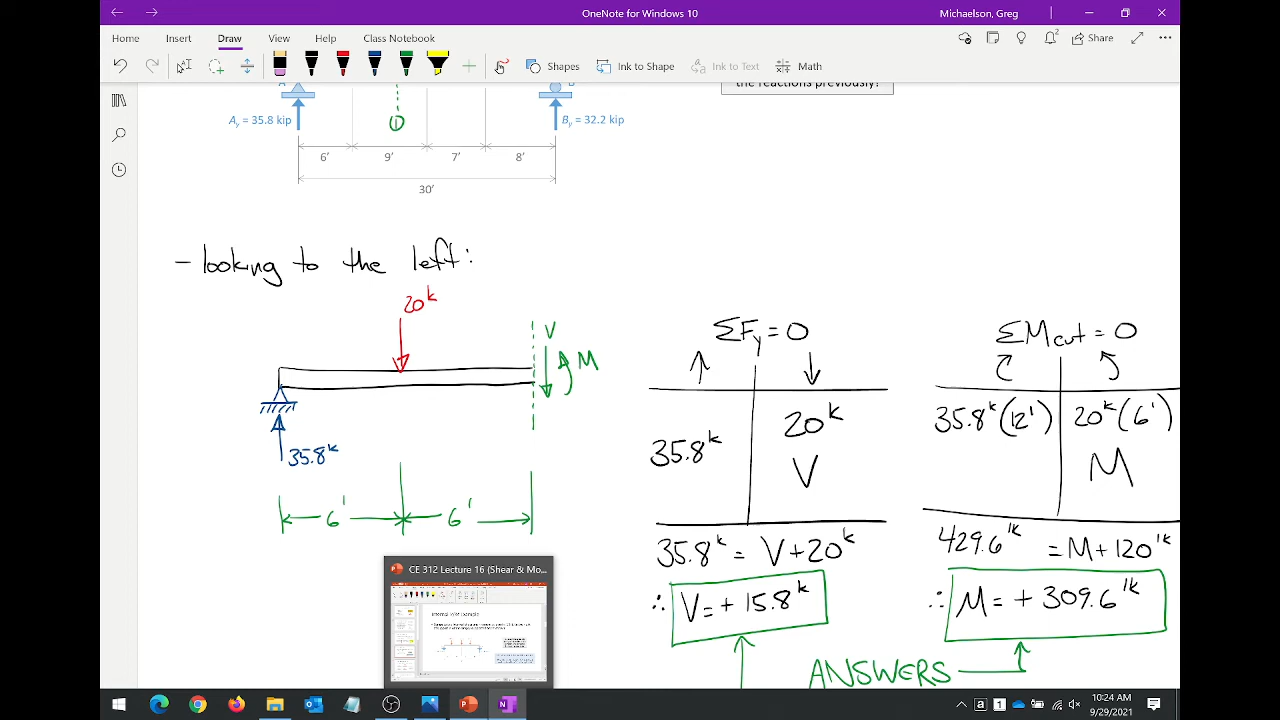 OneNote for Windows 10
Michaelson, Greg
Home Insert Draw View Help Class Notebook
Share
Shapes Ink to Shape Ink to Text Math
the reactions previously?
Ay = 35.8 kip
1
By = 32.2 kip
6' 9' 7' 8'
30'
- looking to the left:
20k
V
M
35.8k
6' 6'
ΣFy = 0
↑ ↓
35.8k 20k
V
35.8k = V + 20k
∴ V = + 15.8k
ΣMcut = 0
35.8k (12') 20k (6')
M
429.6 'k = M + 120 'k
∴ M = + 309.6 'k
ANSWERS
CE 312 Lecture 16 (Shear & Mo...
10:24 AM
9/29/2021